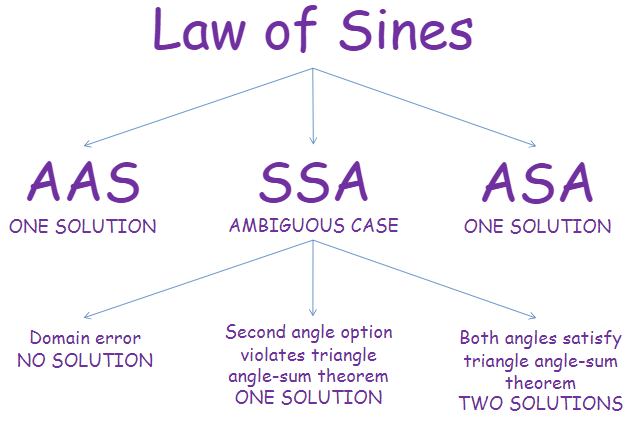 Law of Sines
AAS
ONE SOLUTION
SSA
AMBIGUOUS CASE
ASA
ONE SOLUTION
Domain error
NO SOLUTION
Second angle option
violates triangle
angle-sum theorem
ONE SOLUTION
Both angles satisfy
triangle angle-sum
theorem
TWO SOLUTIONS